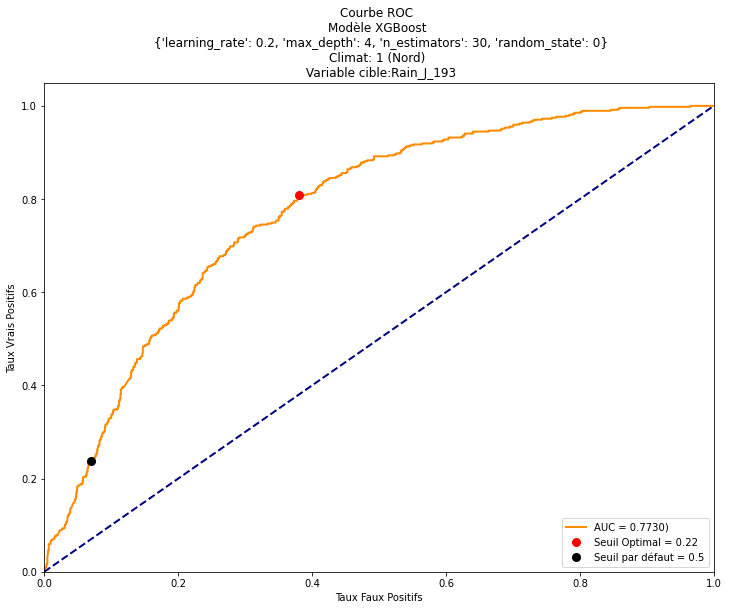 Courbe ROC
Modèle XGBoost
{'learning_rate': 0.2, 'max_depth': 4, 'n_estimators': 30, 'random_state': 0}
Climat: 1 (Nord)
Variable cible:Rain_J_193
Taux Vrais Positifs
1.0
0.8
0.6
0.4
0.2
0.0
0.0 0.2 0.4 0.6 0.8 1.0
Taux Faux Positifs
AUC = 0.7730)
Seuil Optimal = 0.22
Seuil par défaut = 0.5